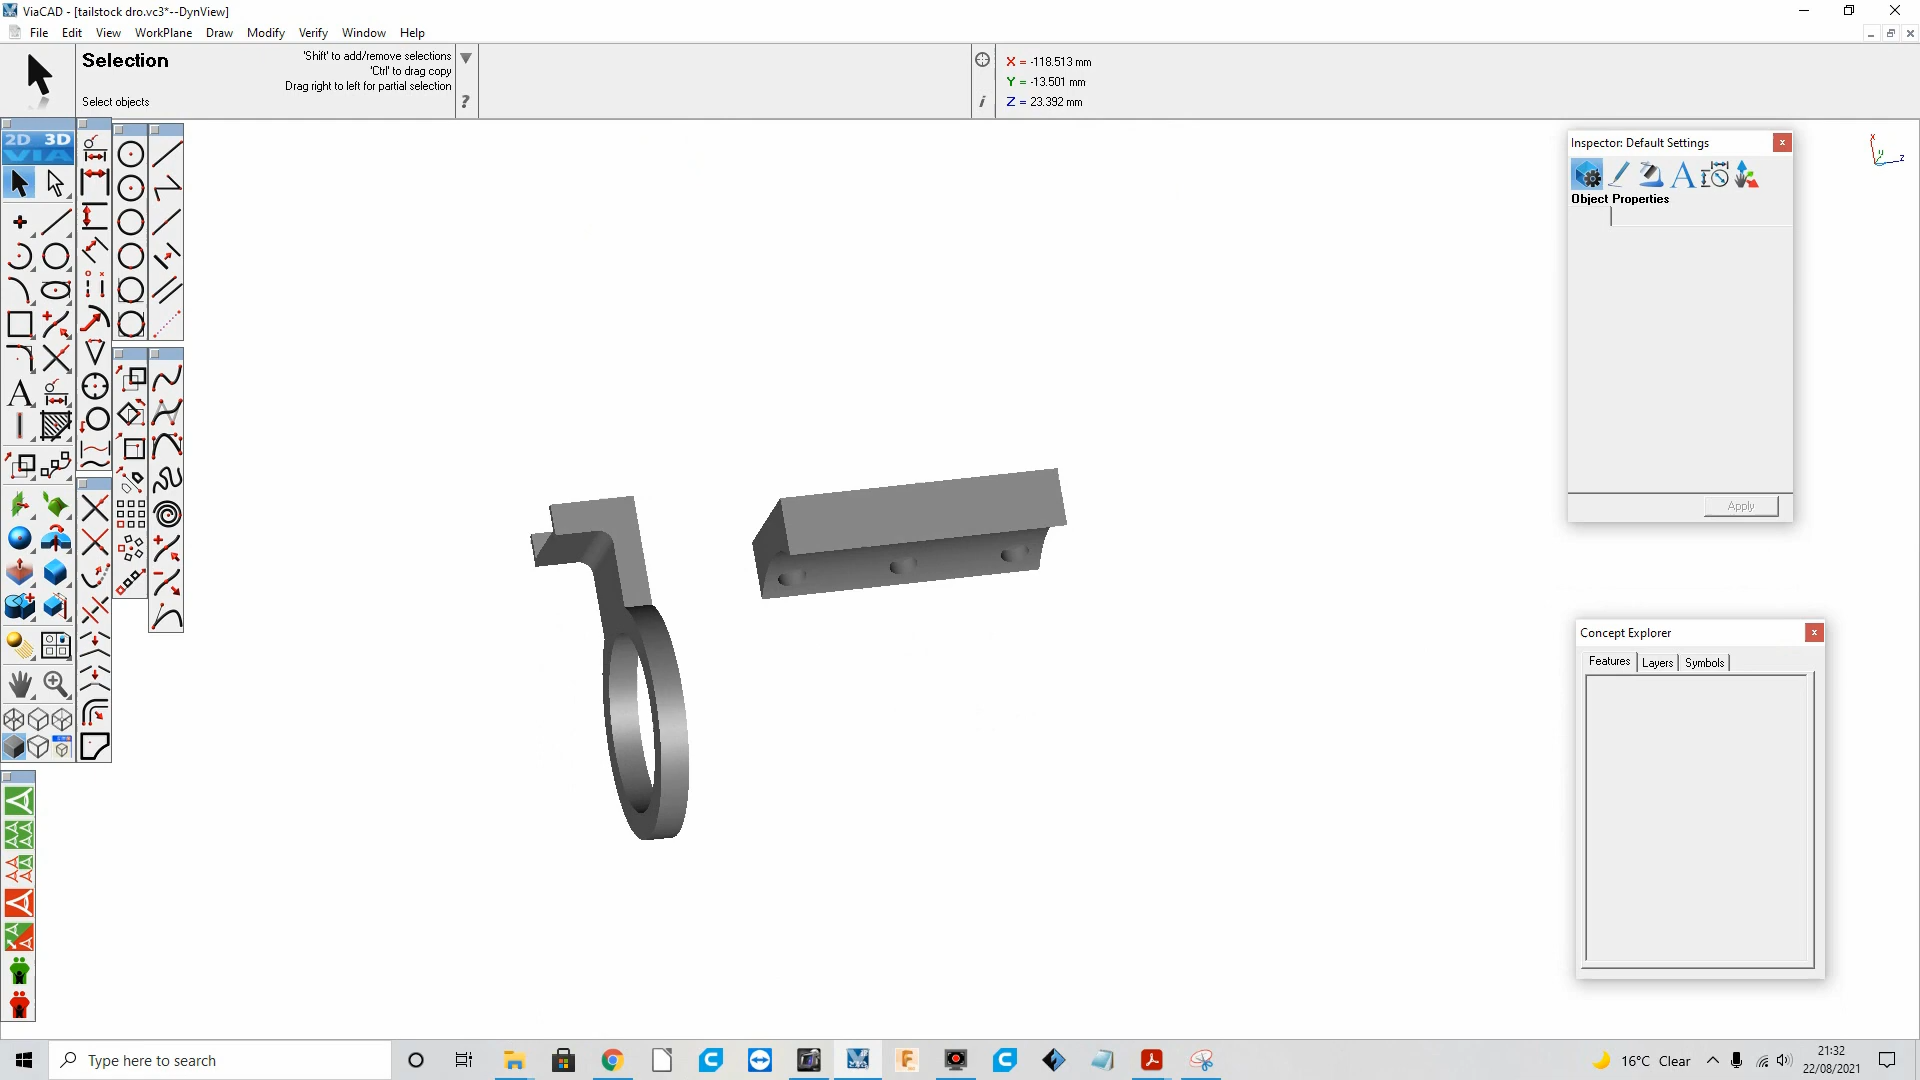 ViaCAD - [tailstock dro.vc3*--DynView]
File Edit View WorkPlane Draw Modify Verify Window Help
Selection
'Shift' to add/remove selections
'Ctrl' to drag copy
Drag right to left for partial selection
Select objects
?
i
X = -118.513 mm
Y = -13.501 mm
Z = 23.392 mm
2D 3D
VIA
A
x
y
z
Inspector: Default Settings
x
A
Object Properties
Apply
Concept Explorer
x
Features Layers Symbols
Type here to search
16°C Clear
21:32
22/08/2021